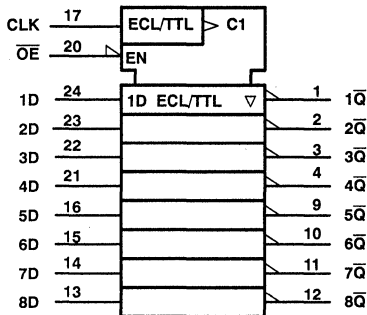 CLK 17 ECL/TTL C1
O̅E̅ 20 EN
1D 24 1D ECL/TTL ▽ 1 1Q̅
2D 23 2 2Q̅
3D 22 3 3Q̅
4D 21 4 4Q̅
5D 16 9 5Q̅
6D 15 10 6Q̅
7D 14 11 7Q̅
8D 13 12 8Q̅